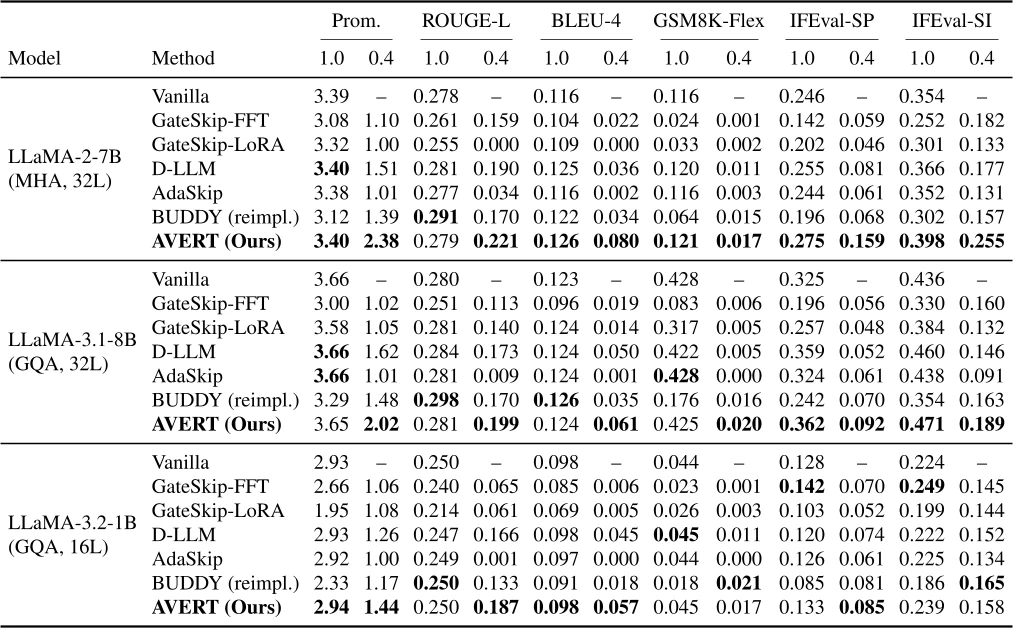 Prom. ROUGE-L BLEU-4 GSM8K-Flex IFEval-SP IFEval-SI
Model Method 1.0 0.4 1.0 0.4 1.0 0.4 1.0 0.4 1.0 0.4 1.0 0.4
Vanilla 3.39 – 0.278 – 0.116 – 0.116 – 0.246 – 0.354 –
GateSkip-FFT 3.08 1.10 0.261 0.159 0.104 0.022 0.024 0.001 0.142 0.059 0.252 0.182
GateSkip-LoRA 3.32 1.00 0.255 0.000 0.109 0.000 0.033 0.002 0.202 0.046 0.301 0.133
LLaMA-2-7B
(MHA, 32L)
D-LLM 3.40 1.51 0.281 0.190 0.125 0.036 0.120 0.011 0.255 0.081 0.366 0.177
AdaSkip 3.38 1.01 0.277 0.034 0.116 0.002 0.116 0.003 0.244 0.061 0.352 0.131
BUDDY (reimpl.) 3.12 1.39 0.291 0.170 0.122 0.034 0.064 0.015 0.196 0.068 0.302 0.157
AVERT (Ours) 3.40 2.38 0.279 0.221 0.126 0.080 0.121 0.017 0.275 0.159 0.398 0.255
Vanilla 3.66 – 0.280 – 0.123 – 0.428 – 0.325 – 0.436 –
GateSkip-FFT 3.00 1.02 0.251 0.113 0.096 0.019 0.083 0.006 0.196 0.056 0.330 0.160
GateSkip-LoRA 3.58 1.05 0.281 0.140 0.124 0.014 0.317 0.005 0.257 0.048 0.384 0.132
LLaMA-3.1-8B
(GQA, 32L)
D-LLM 3.66 1.62 0.284 0.173 0.124 0.050 0.422 0.005 0.359 0.052 0.460 0.146
AdaSkip 3.66 1.01 0.281 0.009 0.124 0.001 0.428 0.000 0.324 0.061 0.438 0.091
BUDDY (reimpl.) 3.29 1.48 0.298 0.170 0.126 0.035 0.176 0.016 0.242 0.070 0.354 0.163
AVERT (Ours) 3.65 2.02 0.281 0.199 0.124 0.061 0.425 0.020 0.362 0.092 0.471 0.189
Vanilla 2.93 – 0.250 – 0.098 – 0.044 – 0.128 – 0.224 –
GateSkip-FFT 2.66 1.06 0.240 0.065 0.085 0.006 0.023 0.001 0.142 0.070 0.249 0.145
GateSkip-LoRA 1.95 1.08 0.214 0.061 0.069 0.005 0.026 0.003 0.103 0.052 0.199 0.144
LLaMA-3.2-1B
(GQA, 16L)
D-LLM 2.93 1.26 0.247 0.166 0.098 0.045 0.045 0.011 0.120 0.074 0.222 0.152
AdaSkip 2.92 1.00 0.249 0.001 0.097 0.000 0.044 0.000 0.126 0.061 0.225 0.134
BUDDY (reimpl.) 2.33 1.17 0.250 0.133 0.091 0.018 0.018 0.021 0.085 0.081 0.186 0.165
AVERT (Ours) 2.94 1.44 0.250 0.187 0.098 0.057 0.045 0.017 0.133 0.085 0.239 0.158